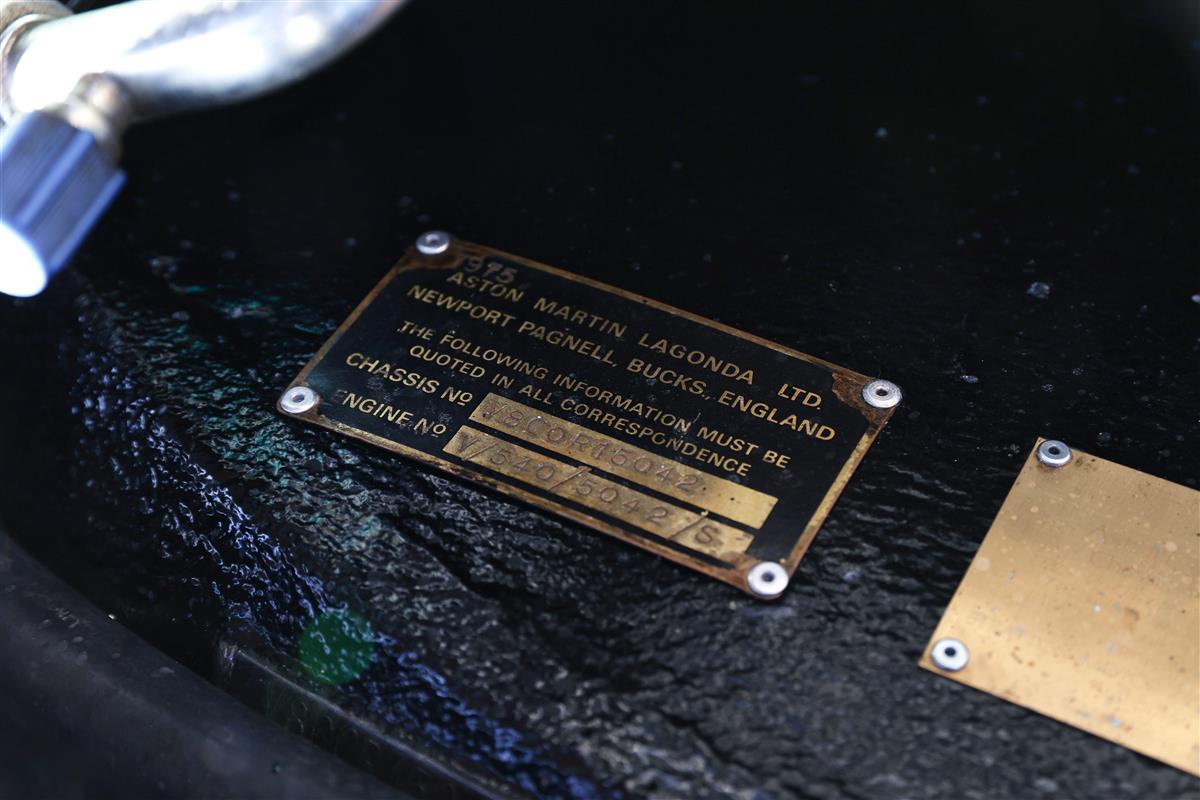 1975
ASTON MARTIN LAGONDA LTD.
NEWPORT PAGNELL, BUCKS., ENGLAND
THE FOLLOWING INFORMATION MUST BE
QUOTED IN ALL CORRESPONDENCE
CHASSIS Nº V8COR15042
ENGINE Nº V/540/5042/S.